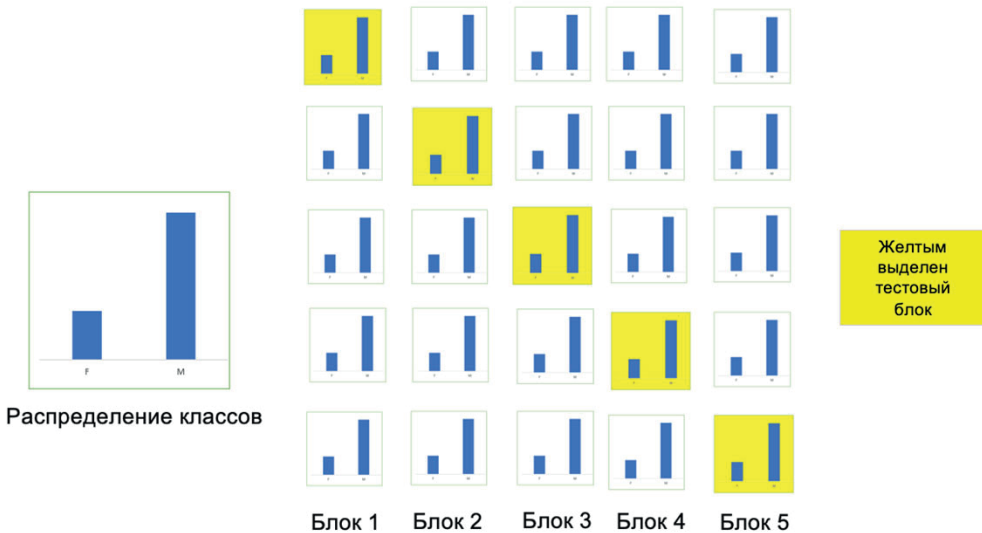 F M
Распределение классов
F M F M F M F M F M
F M F M F M F M F M
F M F M F M F M F M
F M F M F M F M F M
F M F M F M F M F M
Блок 1 Блок 2 Блок 3 Блок 4 Блок 5
Желтым
выделен
тестовый
блок